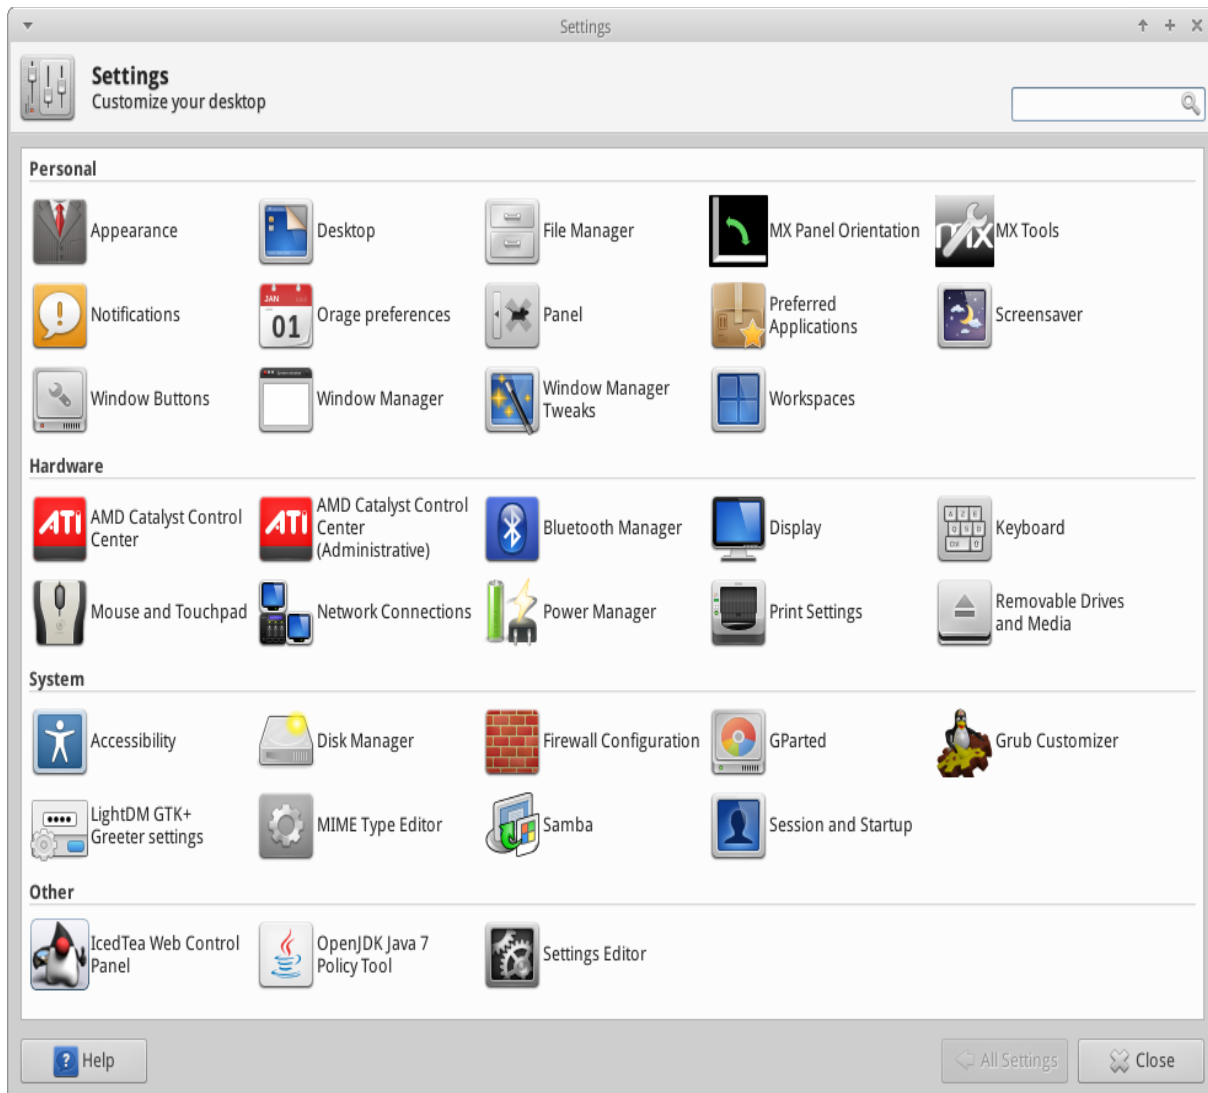 Settings
Settings
Customize your desktop
Personal
Appearance
Desktop
File Manager
MX Panel Orientation
MX Tools
Notifications
JAN
01
Orage preferences
Panel
Preferred
Applications
Screensaver
Window Buttons
Window Manager
Window Manager
Tweaks
Workspaces
Hardware
ATI
AMD Catalyst Control
Center
ATI
AMD Catalyst Control
Center
(Administrative)
Bluetooth Manager
Display
Keyboard
Mouse and Touchpad
Network Connections
Power Manager
Print Settings
Removable Drives
and Media
System
Accessibility
Disk Manager
Firewall Configuration
GParted
Grub Customizer
LightDM GTK+
Greeter settings
MIME Type Editor
Samba
Session and Startup
Other
IcedTea Web Control
Panel
OpenJDK Java 7
Policy Tool
Settings Editor
Help
All Settings
Close